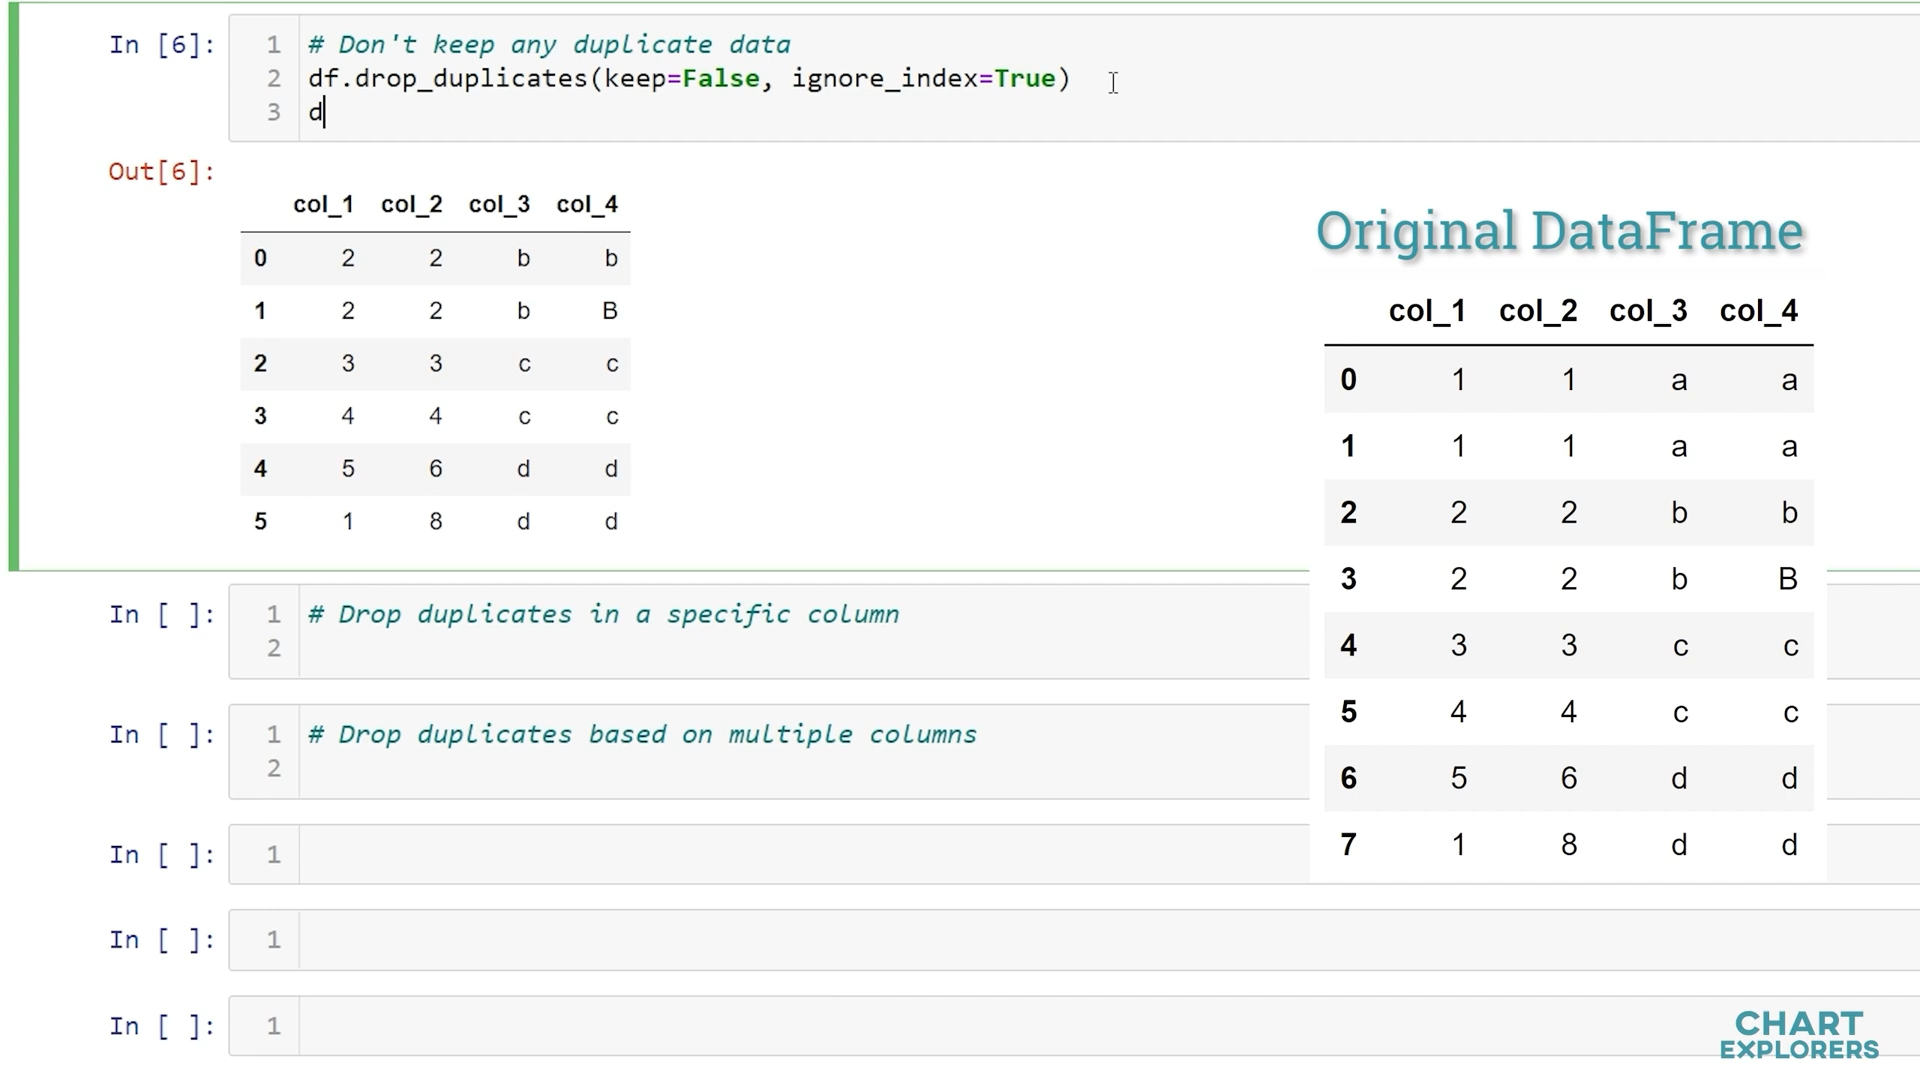 In [6]:
1 # Don't keep any duplicate data
2 df.drop_duplicates(keep=False, ignore_index=True)
3 d
Out[6]:
col_1 col_2 col_3 col_4
0 2 2 b b
1 2 2 b B
2 3 3 c c
3 4 4 c c
4 5 6 d d
5 1 8 d d
Original DataFrame
col_1 col_2 col_3 col_4
0 1 1 a a
1 1 1 a a
2 2 2 b b
3 2 2 b B
4 3 3 c c
5 4 4 c c
6 5 6 d d
7 1 8 d d
In [ ]:
1 # Drop duplicates in a specific column
2
In [ ]:
1 # Drop duplicates based on multiple columns
2
In [ ]:
1
In [ ]:
1
In [ ]:
1
CHART
EXPLORERS